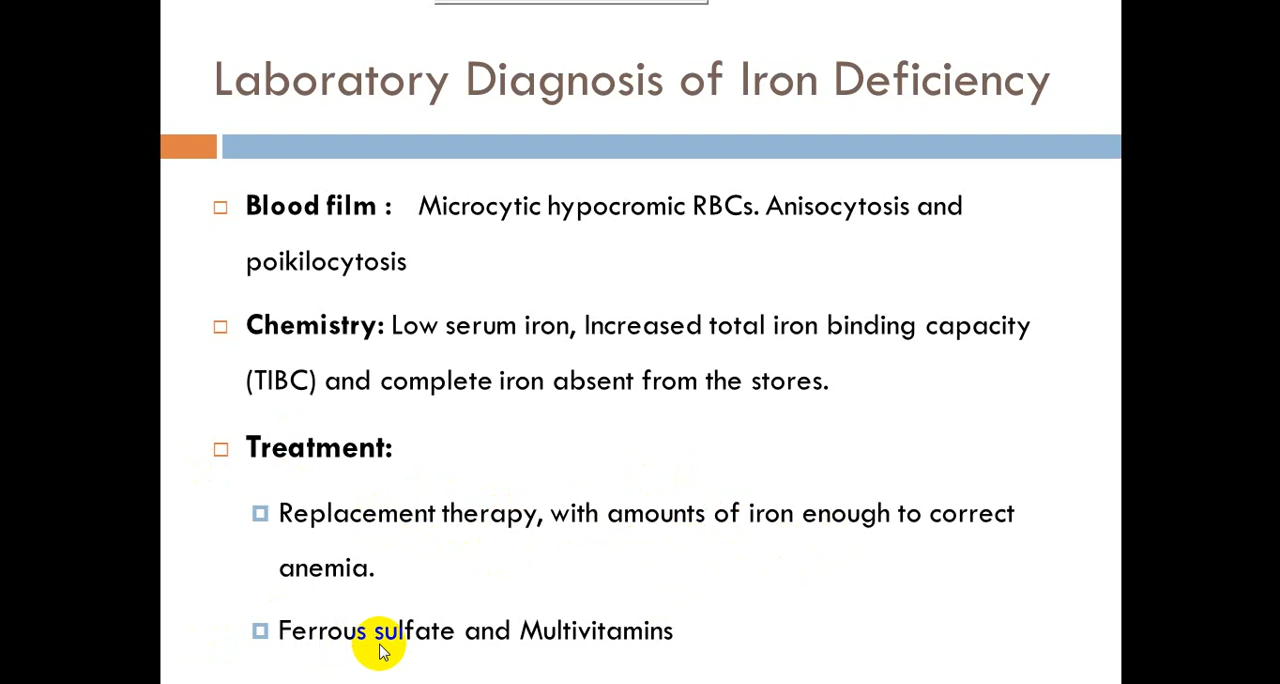 Laboratory Diagnosis of Iron Deficiency
Blood film : Microcytic hypocromic RBCs. Anisocytosis and
poikilocytosis
Chemistry: Low serum iron, Increased total iron binding capacity
(TIBC) and complete iron absent from the stores.
Treatment:
Replacement therapy, with amounts of iron enough to correct
anemia.
Ferrous sulfate and Multivitamins